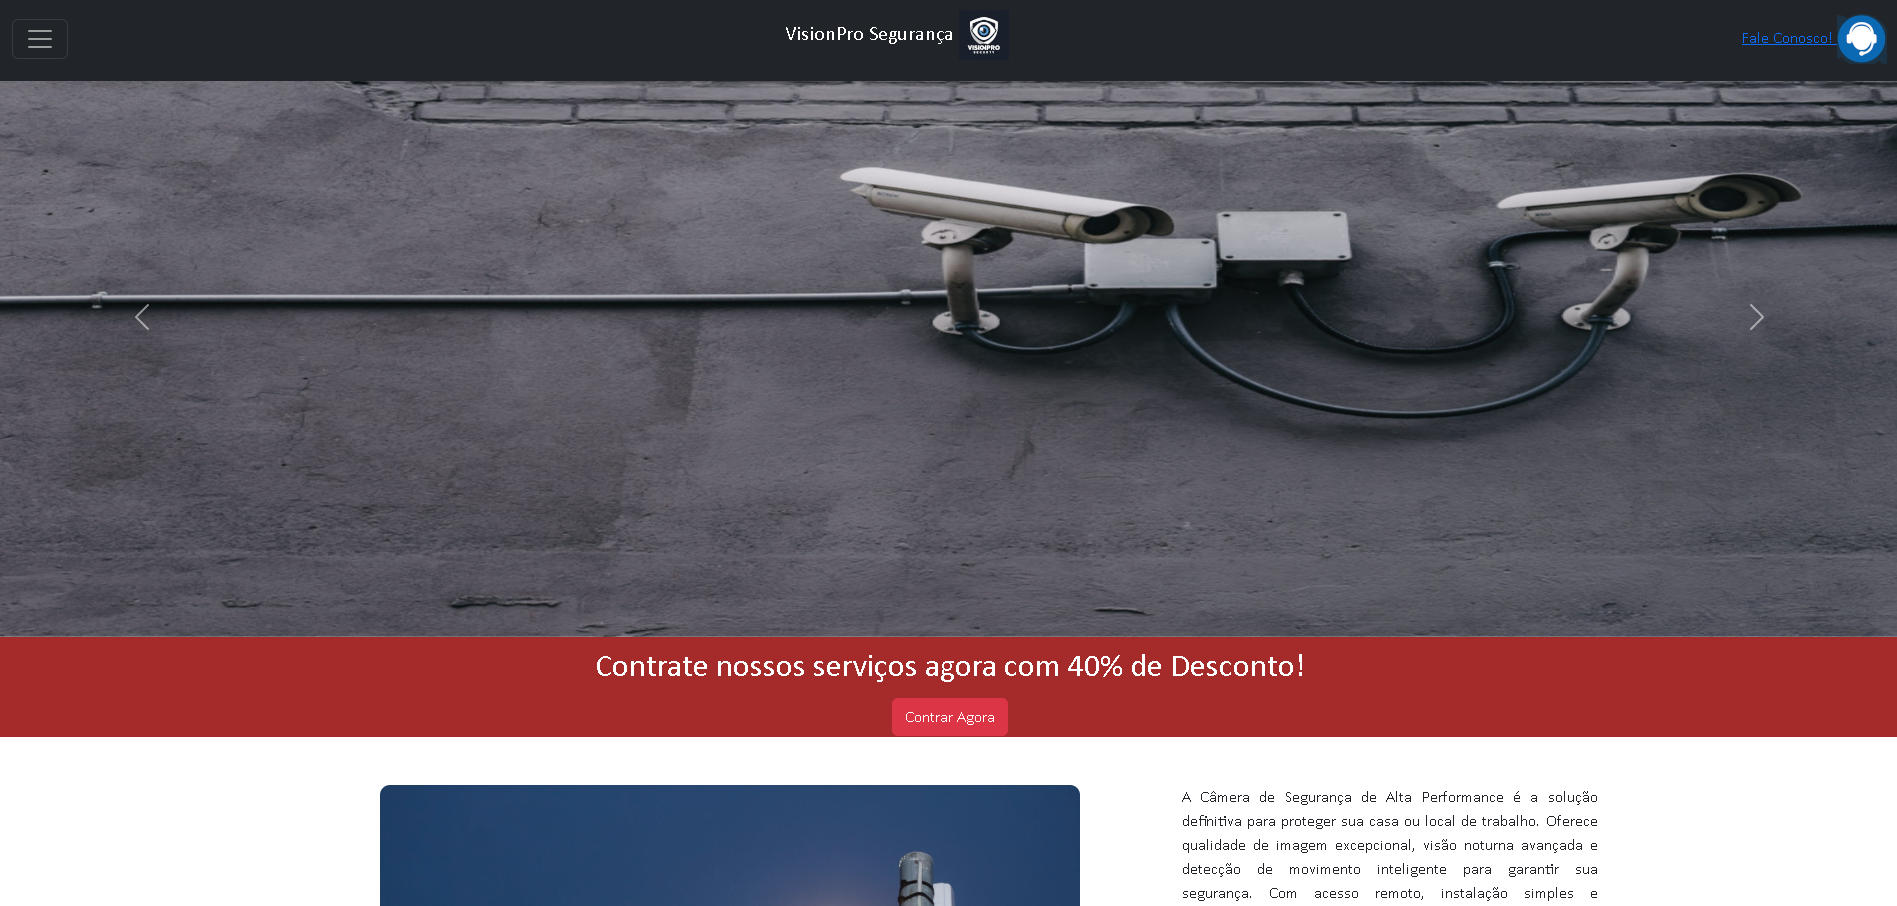 VisionPro Segurança
VISIONPRO
SECURITY
Fale Conosco!
Contrate nossos serviços agora com 40% de Desconto!
Contrar Agora
A Câmera de Segurança de Alta Performance é a solução
definitiva para proteger sua casa ou local de trabalho. Oferece
qualidade de imagem excepcional, visão noturna avançada e
detecção de movimento inteligente para garantir sua
segurança. Com acesso remoto, instalação simples e